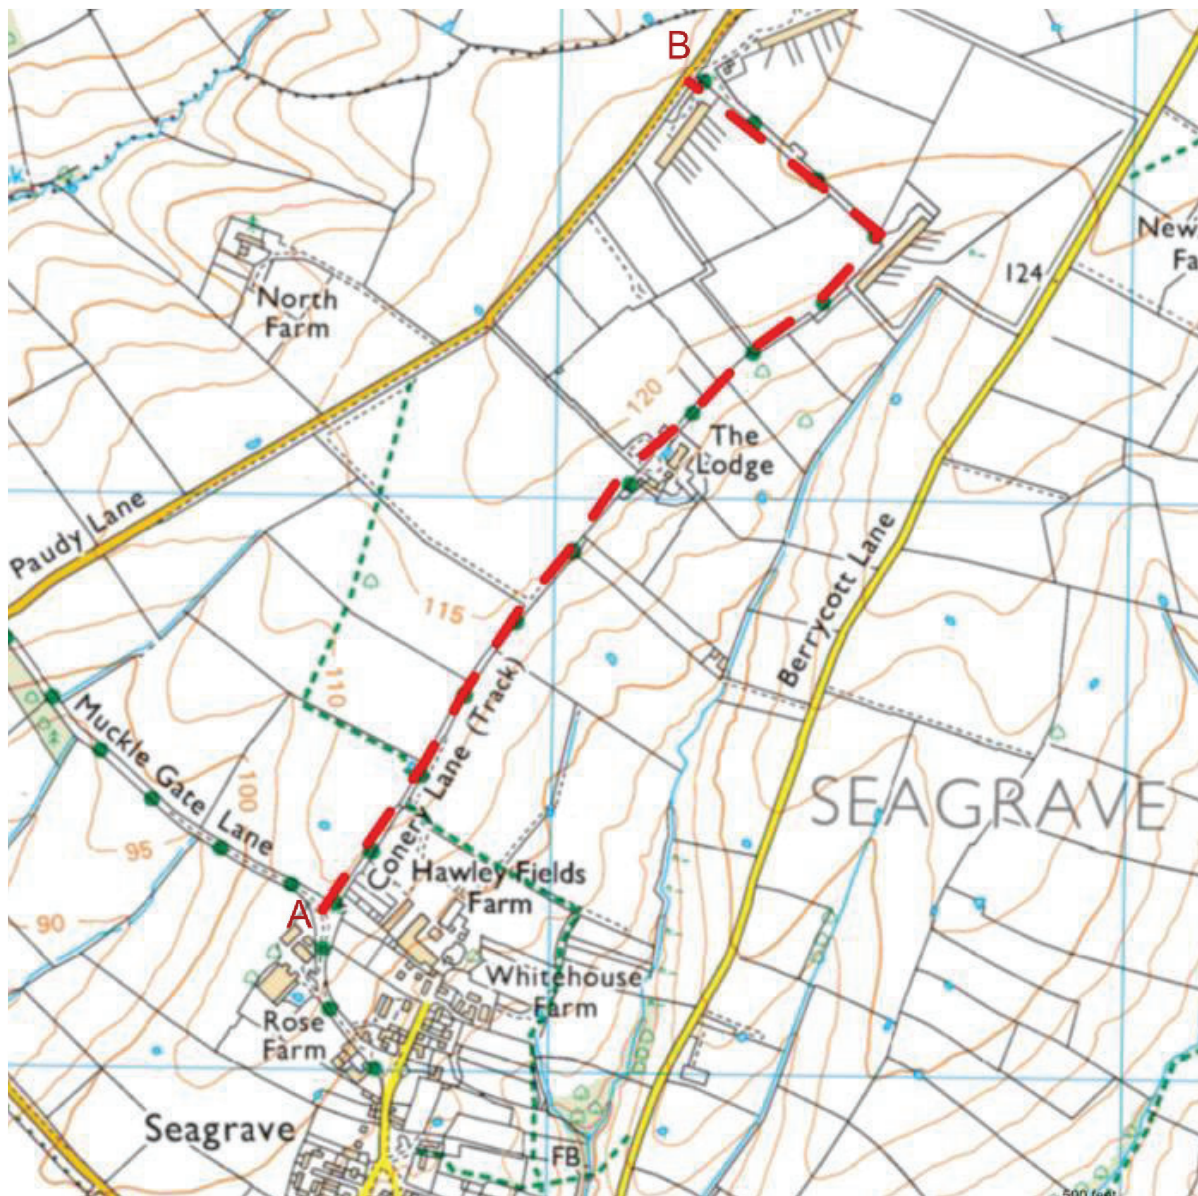 B
New
Fa
124
North
Farm
120
The
Lodge
Paudy Lane
Berrycott Lane
115
110
Conery Lane (Track)
Muckle Gate Lane
100
95
SEAGRAVE
Hawley Fields
Farm
A
90
Whitehouse
Farm
Rose
Farm
Seagrave
FB